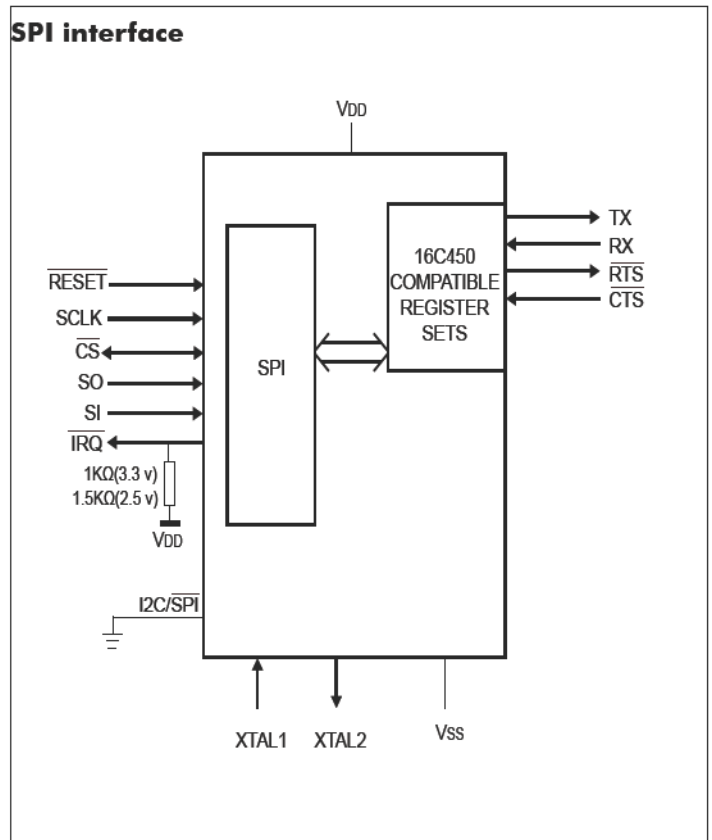 SPI interface
VDD
RESET
SCLK
CS
SO
SI
IRQ
1KΩ(3.3 v)
1.5KΩ(2.5 v)
VDD
I2C/SPI
SPI
16C450
COMPATIBLE
REGISTER
SETS
TX
RX
RTS
CTS
XTAL1
XTAL2
VSS